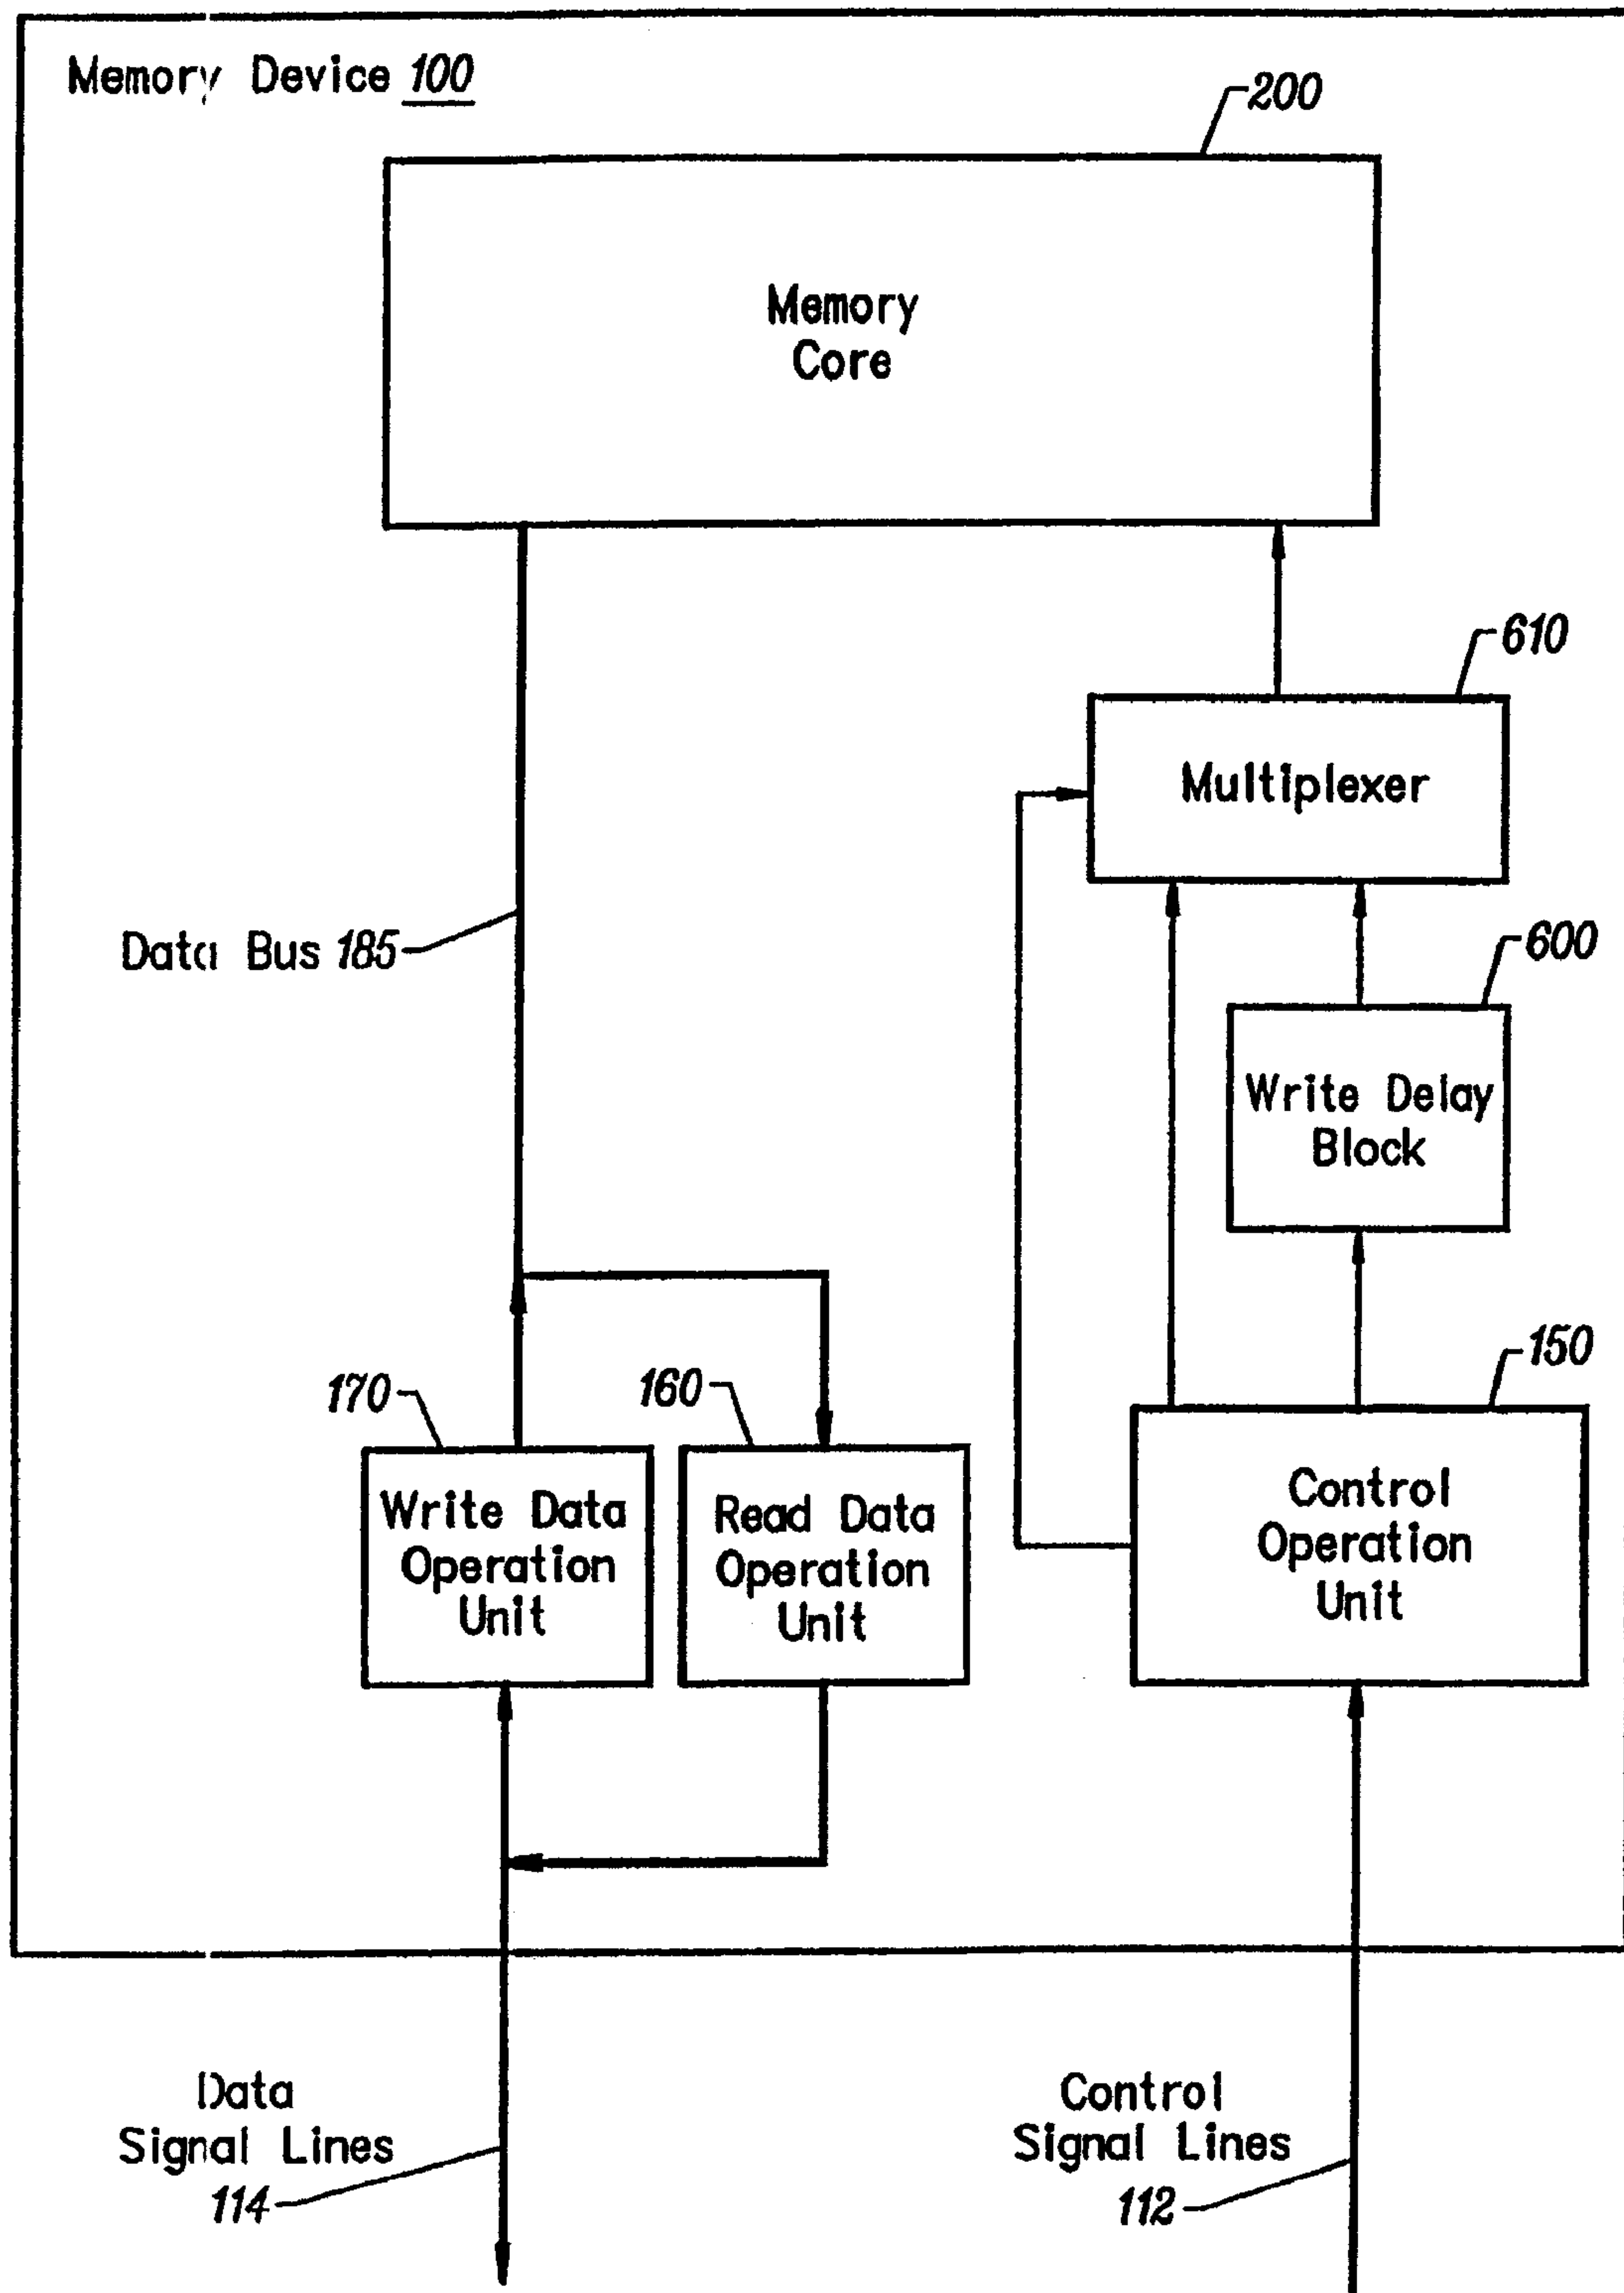 Memory Device 100
200
Memory
Core
610
Multiplexer
Data Bus 185
600
Write Delay
Block
150
170
160
Write Data
Operation
Unit
Read Data
Operation
Unit
Control
Operation
Unit
Data
Signal Lines
114
Control
Signal Lines
112